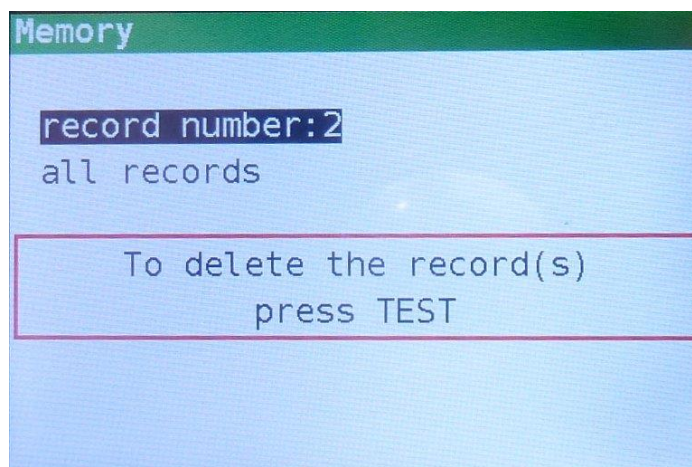 Memory
record number:2
all records
To delete the record(s)
press TEST